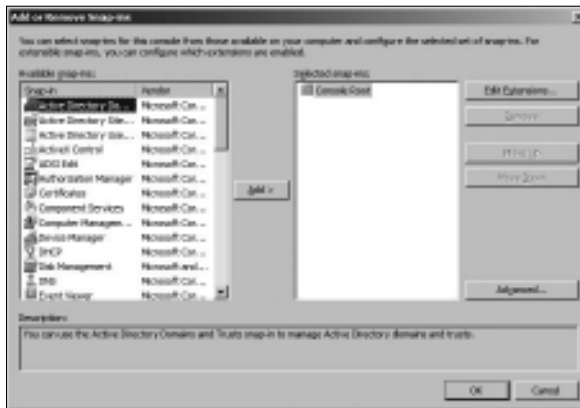 Add or Remove Snap-ins
You can select snap-ins for this console from those available on your computer and configure the selected set of snap-ins. For
extensible snap-ins, you can configure which extensions are enabled.
Available snap-ins:
Selected snap-ins:
Snap-in Vendor
Active Directory Do... Microsoft Cor...
Active Directory Site... Microsoft Cor...
Active Directory Use... Microsoft Cor...
ActiveX Control Microsoft Cor...
ADSI Edit Microsoft Cor...
Authorization Manager Microsoft Cor...
Certificates Microsoft Cor...
Component Services Microsoft Cor...
Computer Managem... Microsoft Cor...
Device Manager Microsoft Cor...
DHCP Microsoft Cor...
Disk Management Microsoft and...
DNS Microsoft Cor...
Event Viewer Microsoft Cor...
Add >
Console Root
Edit Extensions...
Remove
Move Up
Move Down
Advanced...
Description:
You can use the Active Directory Domains and Trusts snap-in to manage Active Directory domains and trusts.
OK Cancel